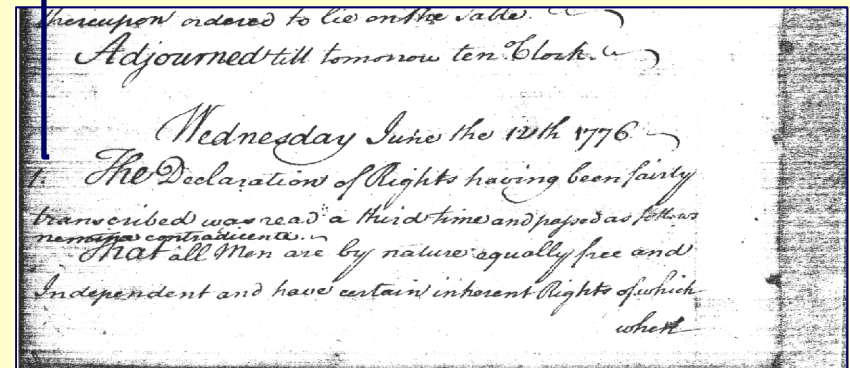 thereupon ordered to lie on the Table.
Adjourned till tomorrow ten o'Clock.
Wednesday June the 12th 1776
1. The Declaration of Rights having been fairly
transcribed was read a third time and passed as follows
nemine contradicente.
That all Men are by nature equally free and
Independent and have certain inherent Rights of which
when